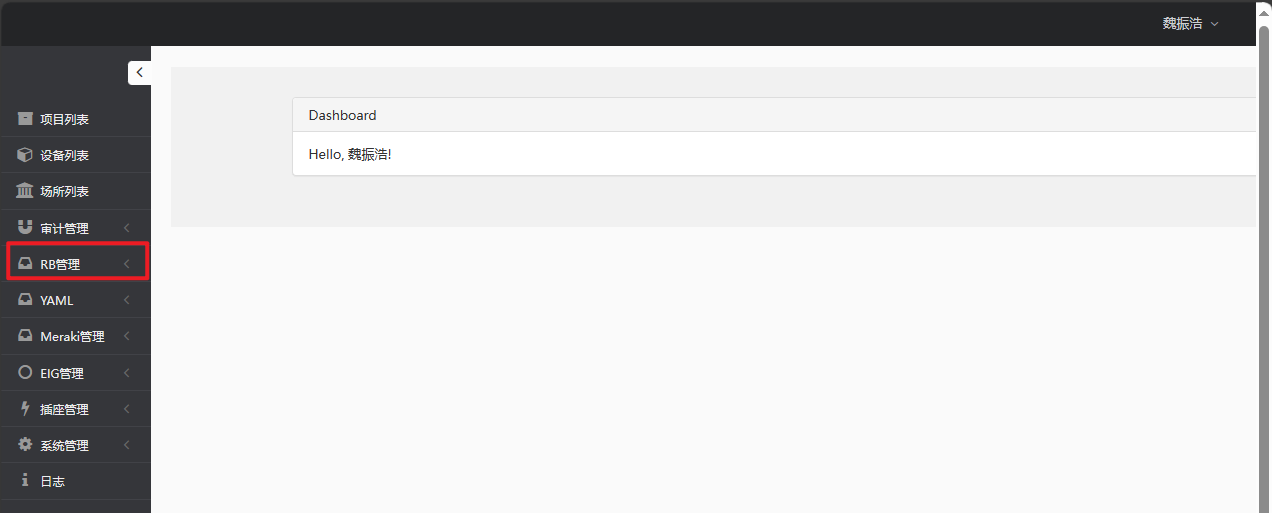 魏振浩
项目列表
设备列表
场所列表
审计管理
RB管理
YAML
Meraki管理
EIG管理
插座管理
系统管理
日志
Dashboard
Hello, 魏振浩!